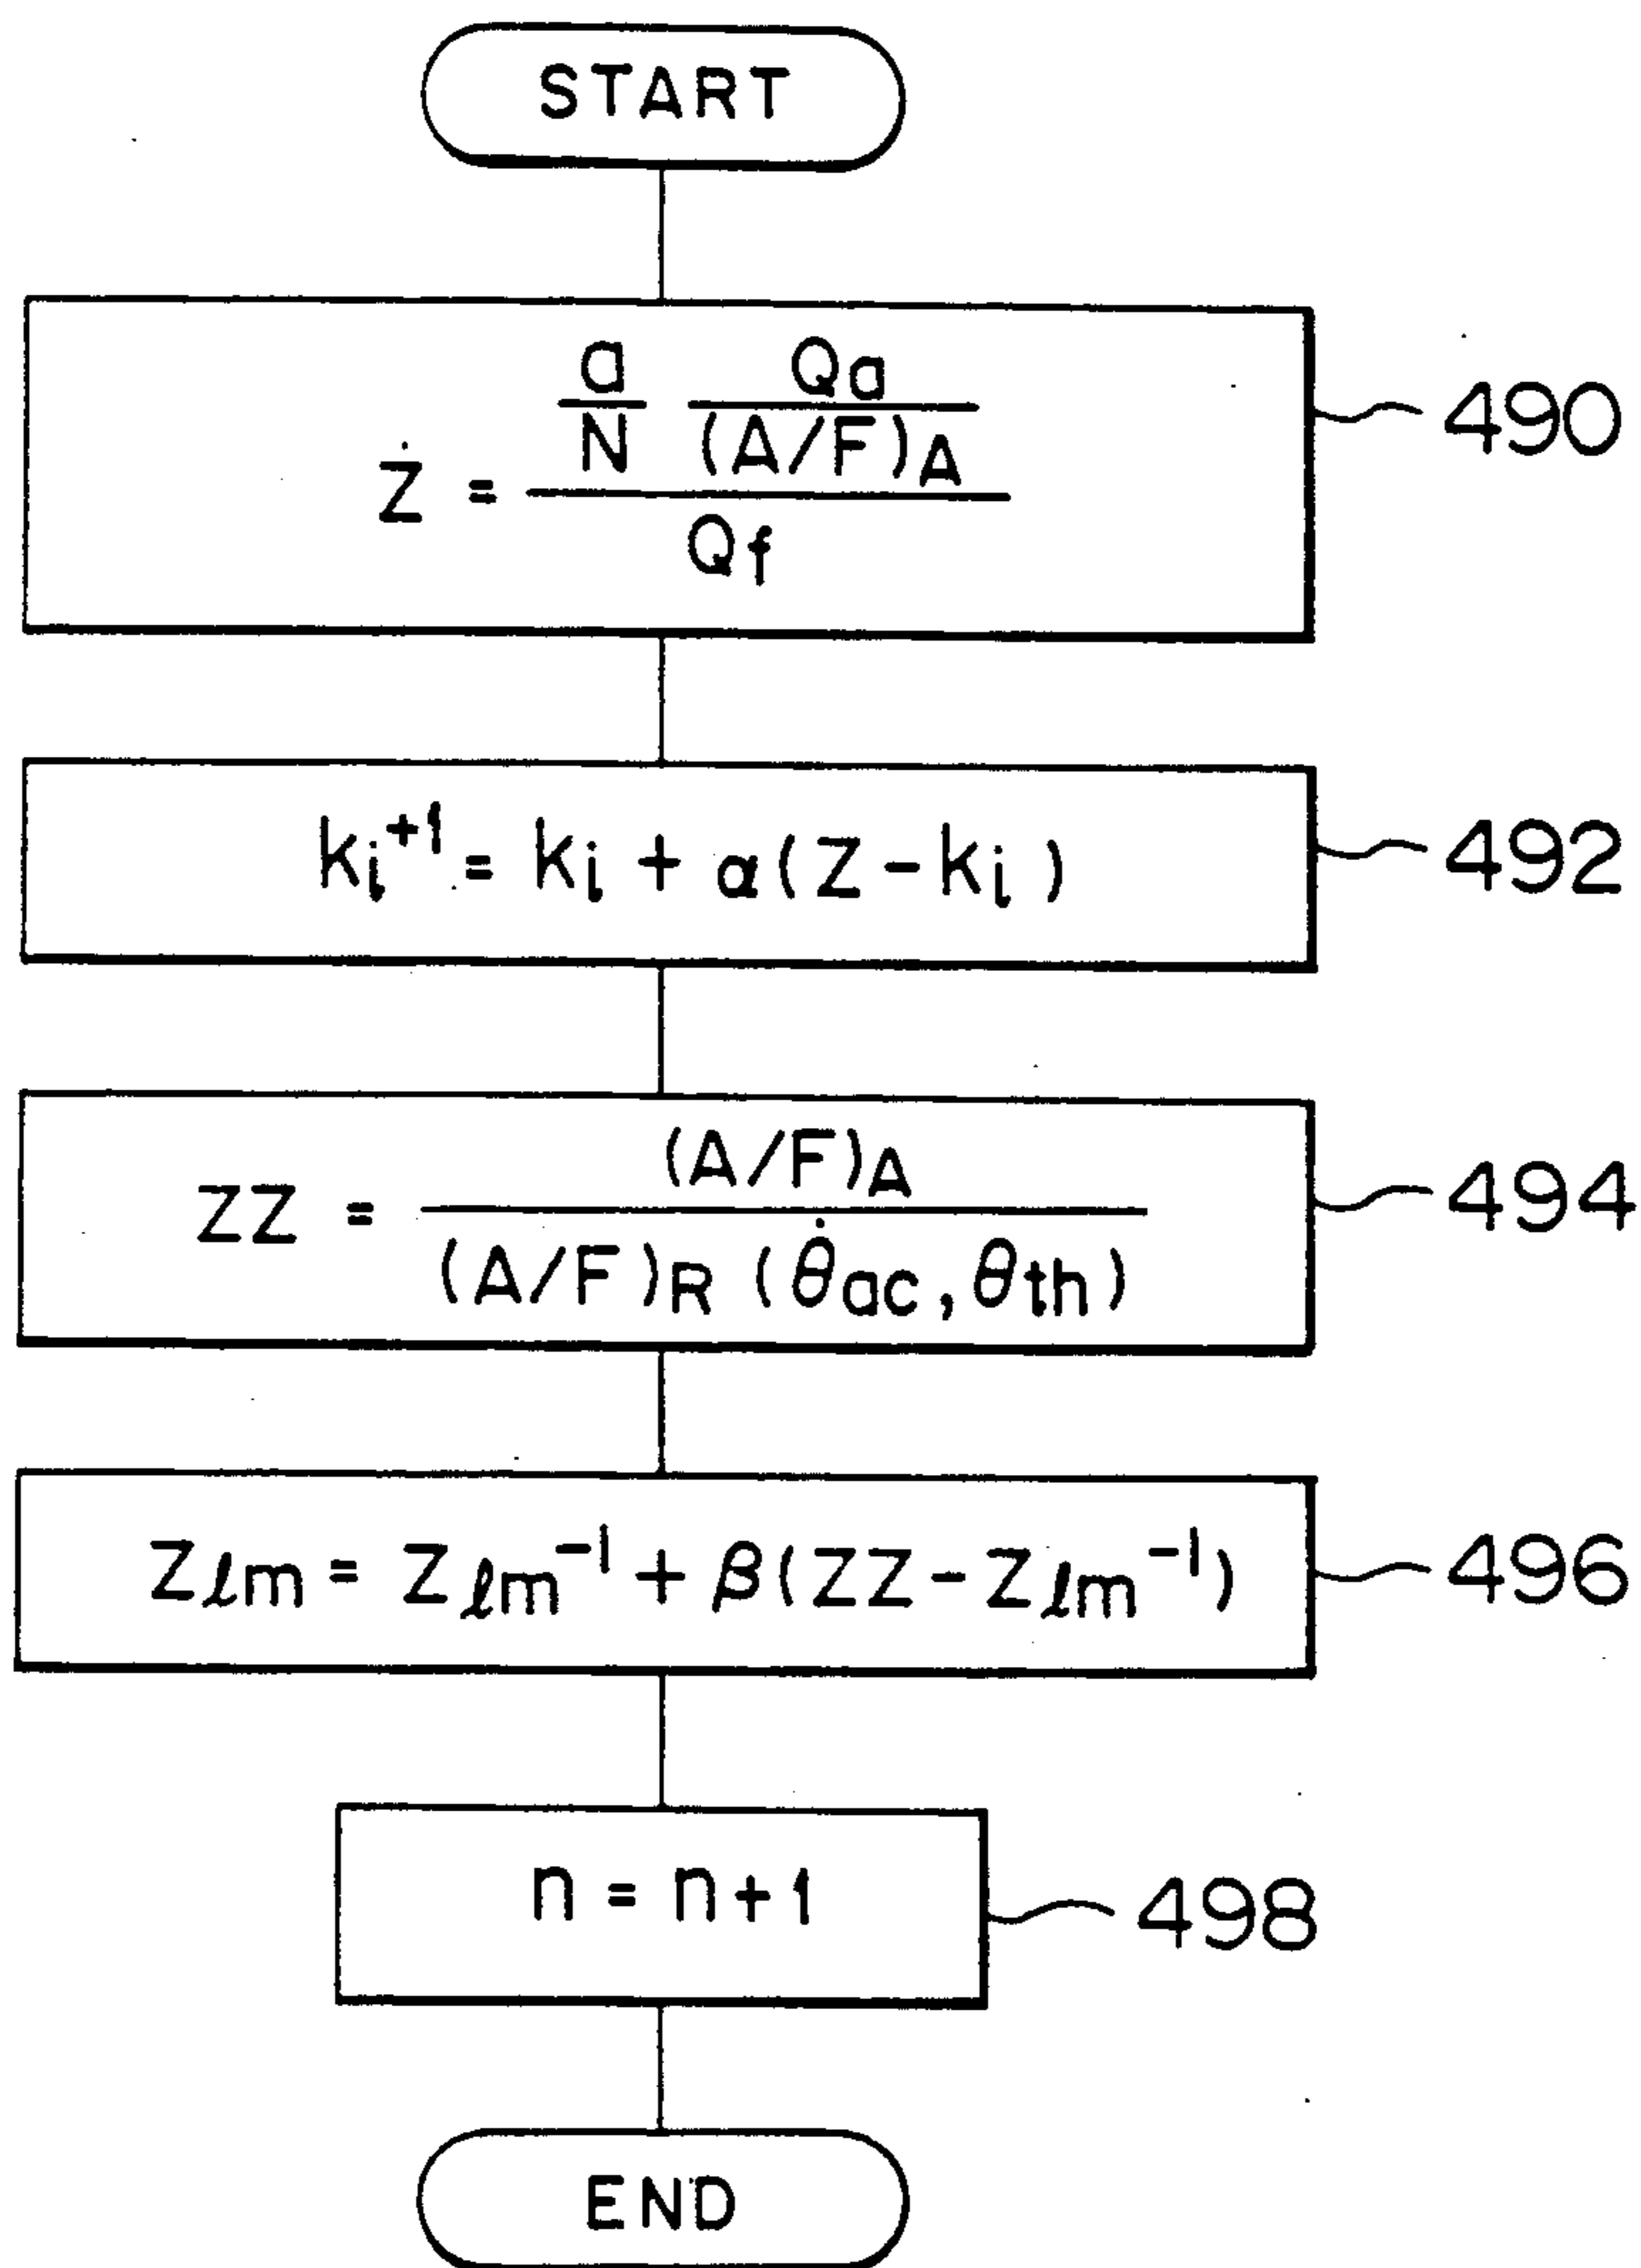 START
Ż = a/N Qa/(A/F)A / Qf
490
ki⁺¹ = ki + α(Z - ki)
492
ZZ = (A/F)A / (A/F)R (θ̇ac, θth)
494
Zℓm = Zℓm⁻¹ + β(ZZ - Zℓm⁻¹)
496
n = n+1
498
END